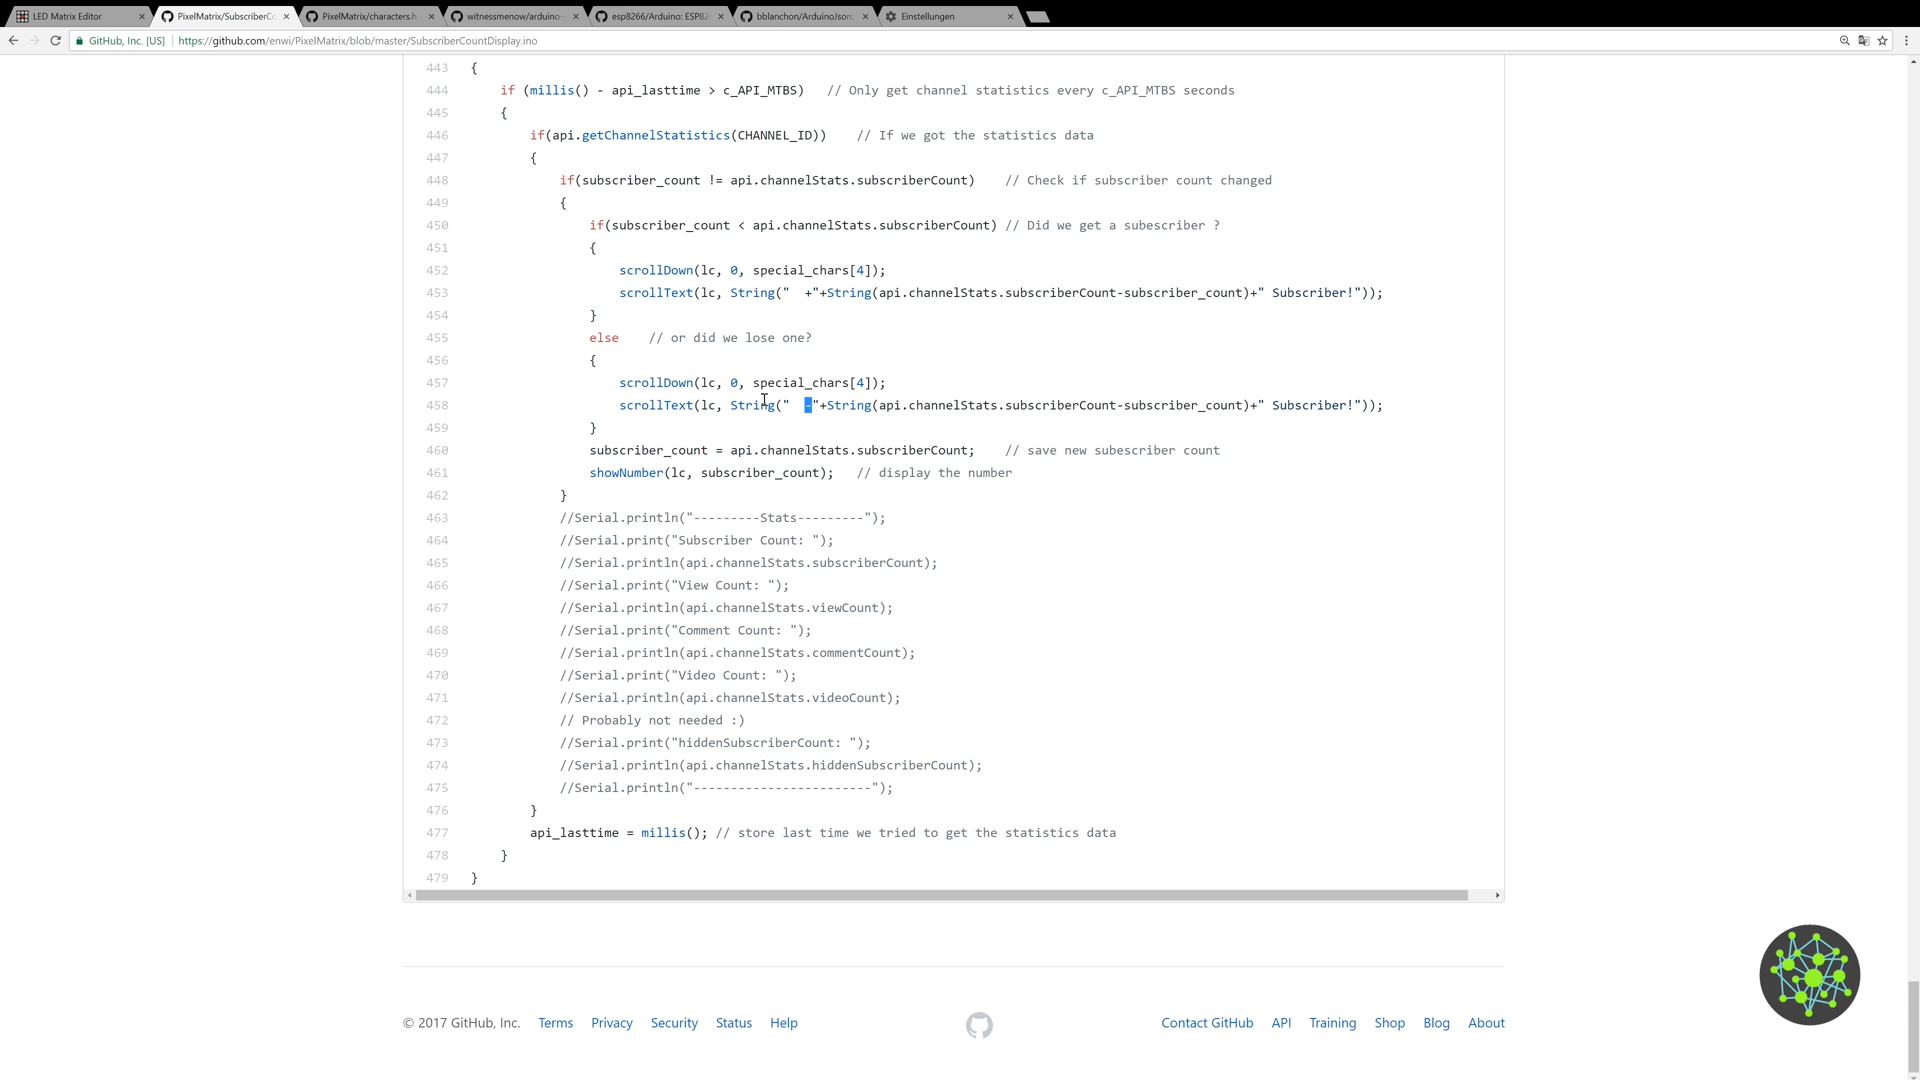 LED Matrix Editor
PixelMatrix/SubscriberCo
PixelMatrix/characters.h
witnessmenow/arduino-
esp8266/Arduino: ESP82
bblanchon/ArduinoJson:
Einstellungen
GitHub, Inc. [US]
https://github.com/enwi/PixelMatrix/blob/master/SubscriberCountDisplay.ino
443 {
444 if (millis() - api_lasttime > c_API_MTBS) // Only get channel statistics every c_API_MTBS seconds
445 {
446 if(api.getChannelStatistics(CHANNEL_ID)) // If we got the statistics data
447 {
448 if(subscriber_count != api.channelStats.subscriberCount) // Check if subscriber count changed
449 {
450 if(subscriber_count < api.channelStats.subscriberCount) // Did we get a subescriber ?
451 {
452 scrollDown(lc, 0, special_chars[4]);
453 scrollText(lc, String("  +"+String(api.channelStats.subscriberCount-subscriber_count)+" Subscriber!"));
454 }
455 else // or did we lose one?
456 {
457 scrollDown(lc, 0, special_chars[4]);
458 scrollText(lc, String("  -"+String(api.channelStats.subscriberCount-subscriber_count)+" Subscriber!"));
459 }
460 subscriber_count = api.channelStats.subscriberCount; // save new subescriber count
461 showNumber(lc, subscriber_count); // display the number
462 }
463 //Serial.println("---------Stats---------");
464 //Serial.print("Subscriber Count: ");
465 //Serial.println(api.channelStats.subscriberCount);
466 //Serial.print("View Count: ");
467 //Serial.println(api.channelStats.viewCount);
468 //Serial.print("Comment Count: ");
469 //Serial.println(api.channelStats.commentCount);
470 //Serial.print("Video Count: ");
471 //Serial.println(api.channelStats.videoCount);
472 // Probably not needed :)
473 //Serial.print("hiddenSubscriberCount: ");
474 //Serial.println(api.channelStats.hiddenSubscriberCount);
475 //Serial.println("------------------------");
476 }
477 api_lasttime = millis(); // store last time we tried to get the statistics data
478 }
479 }
© 2017 GitHub, Inc. Terms Privacy Security Status Help Contact GitHub API Training Shop Blog About